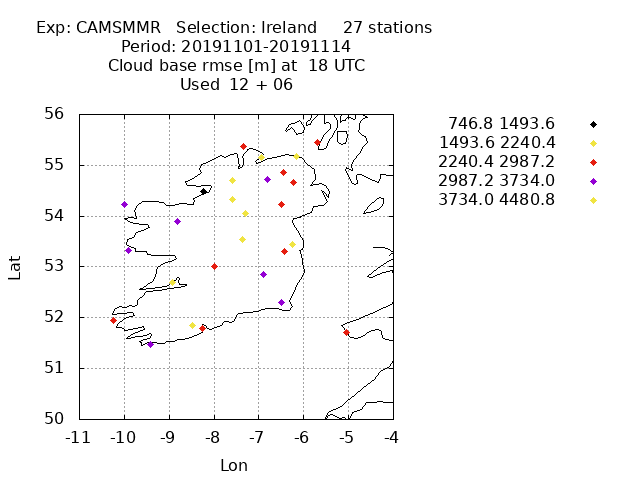 Exp: CAMSMMR Selection: Ireland 27 stations
Period: 20191101-20191114
Cloud base rmse [m] at 18 UTC
Used 12 + 06
746.8 1493.6
1493.6 2240.4
2240.4 2987.2
2987.2 3734.0
3734.0 4480.8
56
55
54
53
52
51
50
Lat
-11 -10 -9 -8 -7 -6 -5 -4
Lon